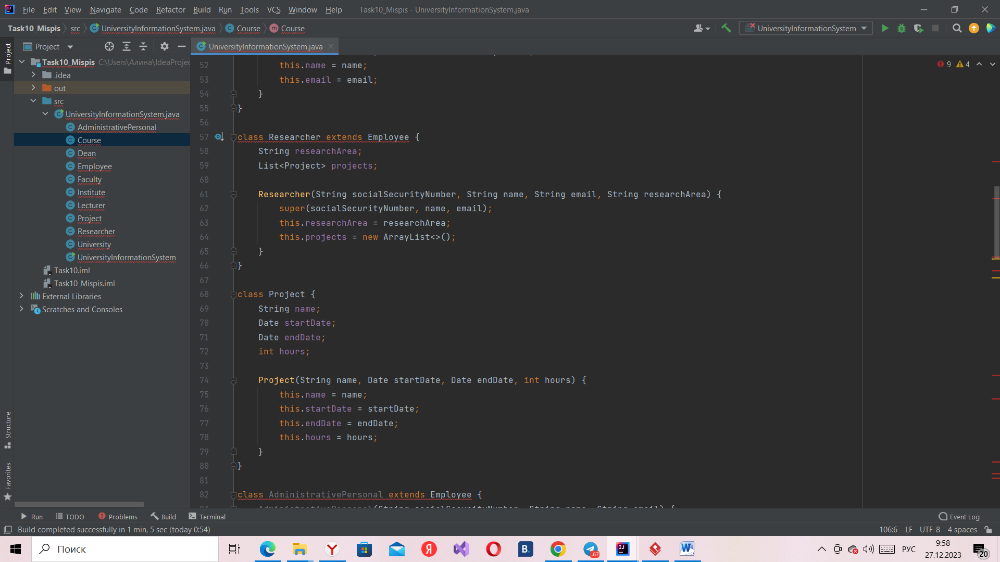 File Edit View Navigate Code Refactor Build Run Tools VCS Window Help Task10_Mispis - UniversityInformationSystem.java
Task10_Mispis src UniversityInformationSystem.java Course Course UniversityInformationSystem
Project UniversityInformationSystem.java
Project
Task10_Mispis C:\Users\Алина\IdeaProjec
.idea
out
src
UniversityInformationSystem.java
AdministrativePersonal
Course
Dean
Employee
Faculty
Institute
Lecturer
Project
Researcher
University
UniversityInformationSystem
Task10.iml
Task10_Mispis.iml
External Libraries
Scratches and Consoles
Structure
Favorites
9 4
52 this.name = name;
53 this.email = email;
54 }
55 }
56
57 class Researcher extends Employee {
58 String researchArea;
59 List<Project> projects;
60
61 Researcher(String socialSecurityNumber, String name, String email, String researchArea) {
62 super(socialSecurityNumber, name, email);
63 this.researchArea = researchArea;
64 this.projects = new ArrayList<>();
65 }
66 }
67
68 class Project {
69 String name;
70 Date startDate;
71 Date endDate;
72 int hours;
73
74 Project(String name, Date startDate, Date endDate, int hours) {
75 this.name = name;
76 this.startDate = startDate;
77 this.endDate = endDate;
78 this.hours = hours;
79 }
80 }
81
82 class AdministrativePersonal extends Employee {
83 AdministrativePersonal(String socialSecurityNumber, String name, String email) {
Run TODO Problems Build Terminal Event Log
Build completed successfully in 1 min, 5 sec (today 0:54) 106:6 LF UTF-8 4 spaces
Поиск
РУС
9:58
27.12.2023
20